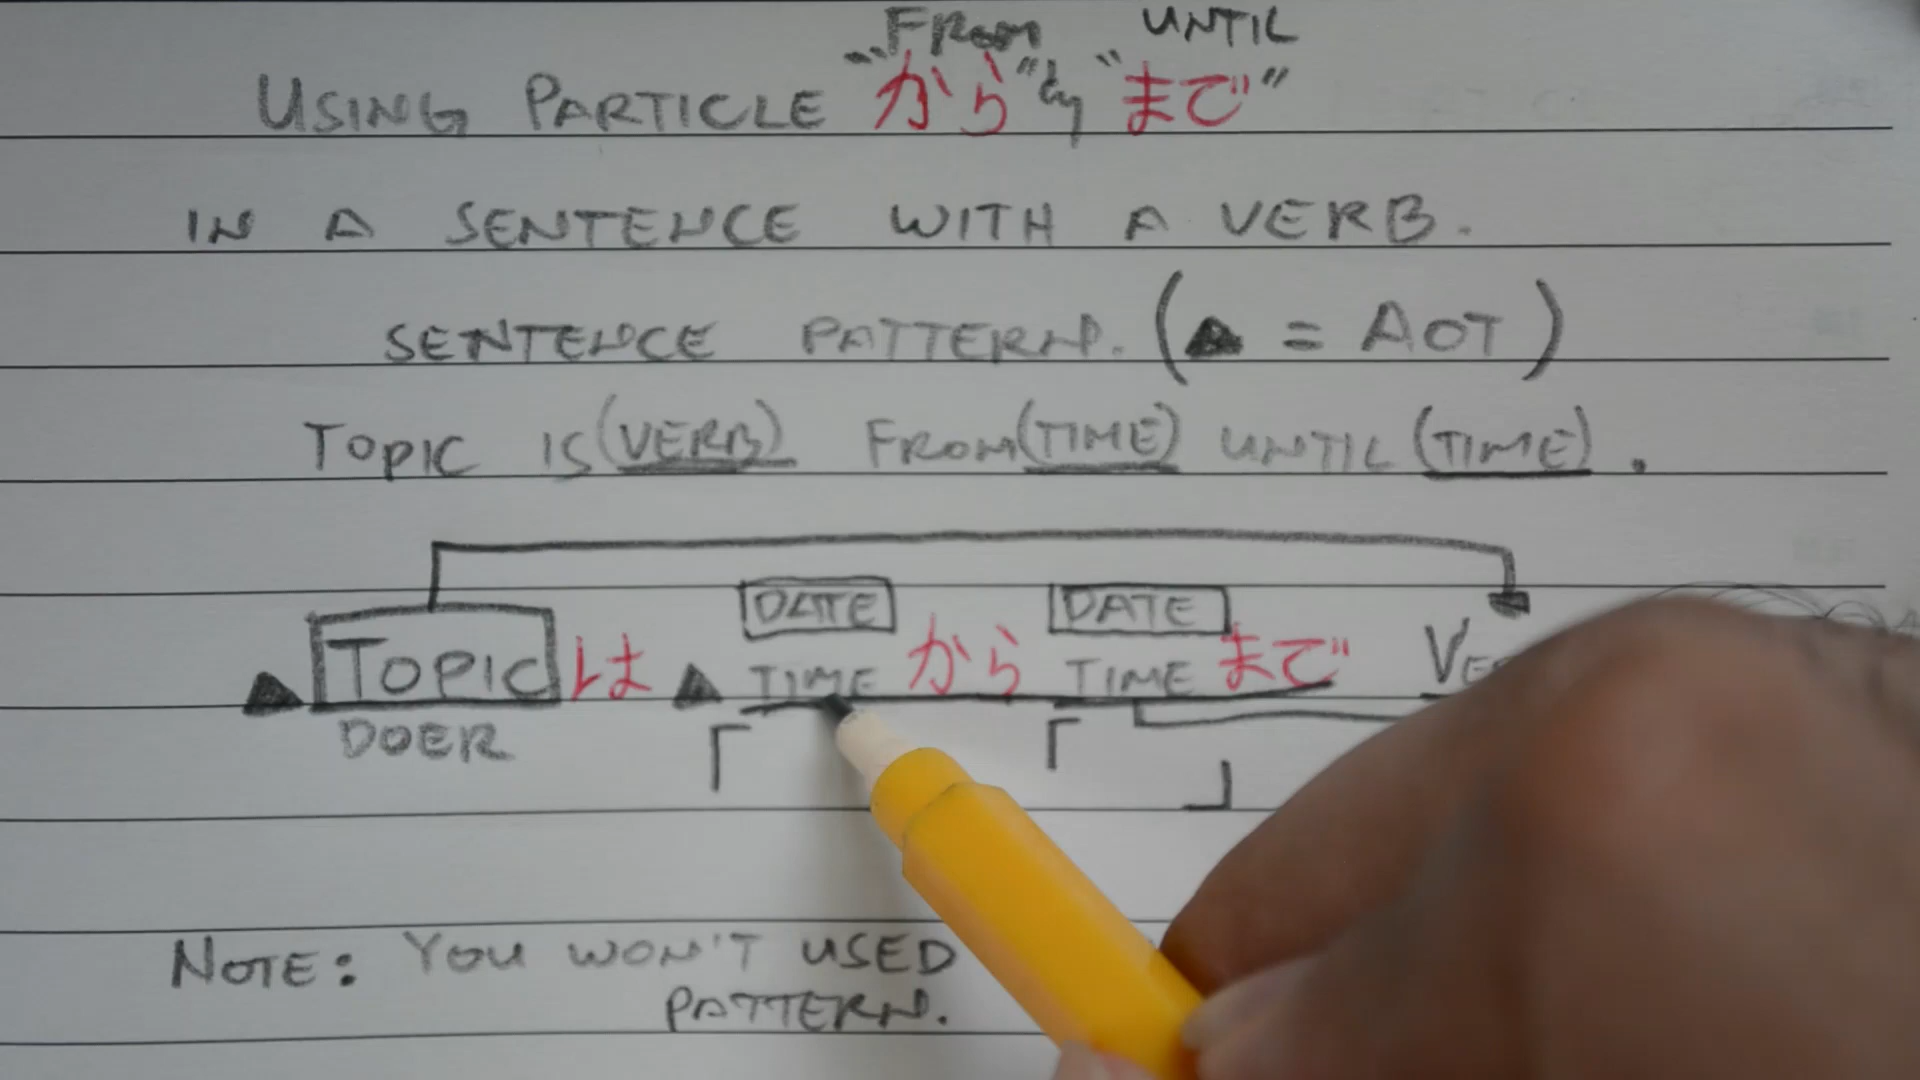 FROM UNTIL
USING PARTICLE "から" & "まで"
IN A SENTENCE WITH A VERB.
SENTENCE PATTERN. (▲ = AOT)
TOPIC IS (VERB) FROM (TIME) UNTIL (TIME).
DATE DATE
▲ TOPIC は ▲ TIME から TIME まで
DOER
NOTE: YOU WON'T USED
PATTERN.